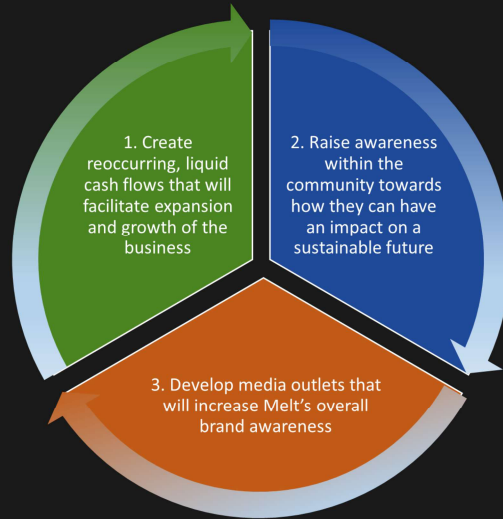 1. Create
reoccurring, liquid
cash flows that will
facilitate expansion
and growth of the
business
2. Raise awareness
within the
community towards
how they can have
an impact on a
sustainable future
3. Develop media outlets that
will increase Melt's overall
brand awareness